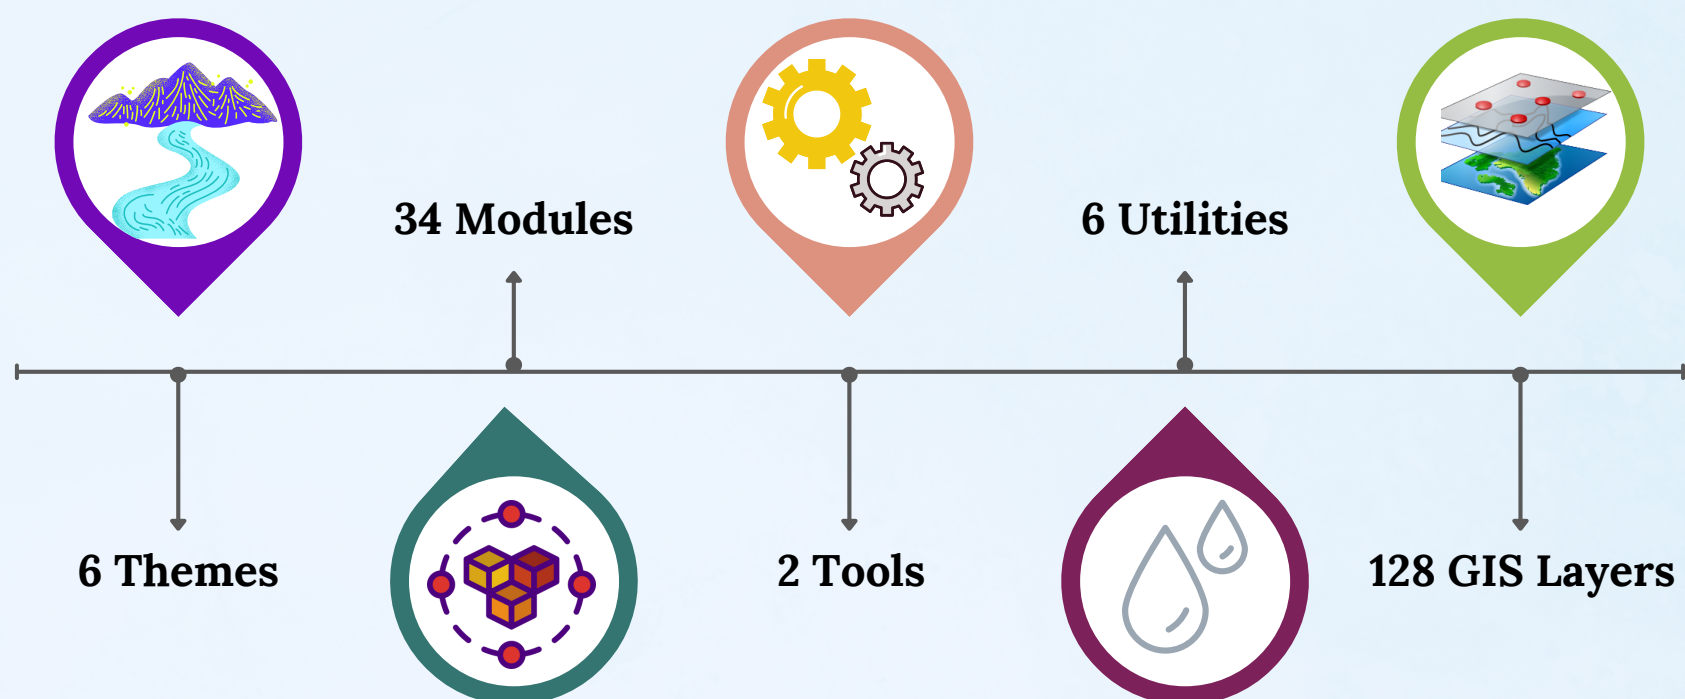 34 Modules
6 Utilities
6 Themes
2 Tools
128 GIS Layers